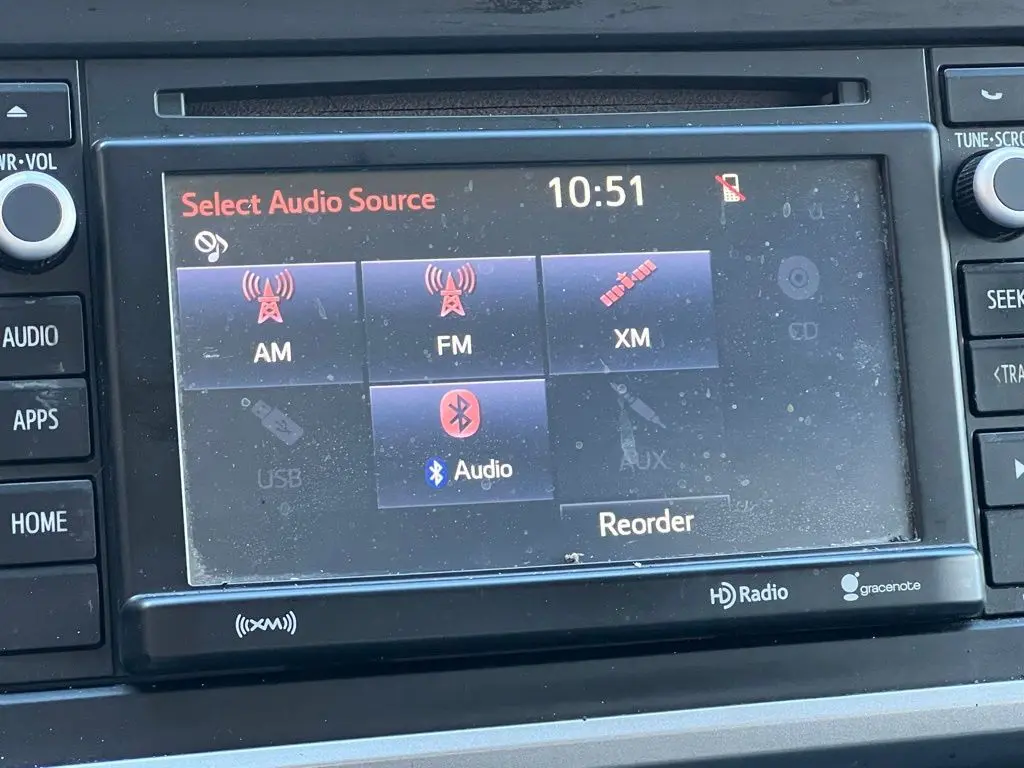 WR·VOL
AUDIO
APPS
HOME
Select Audio Source
10:51
AM
FM
XM
CD
USB
Audio
AUX
Reorder
((XM))
HD Radio
gracenote
TUNE·SCRO
SEEK
<TRA